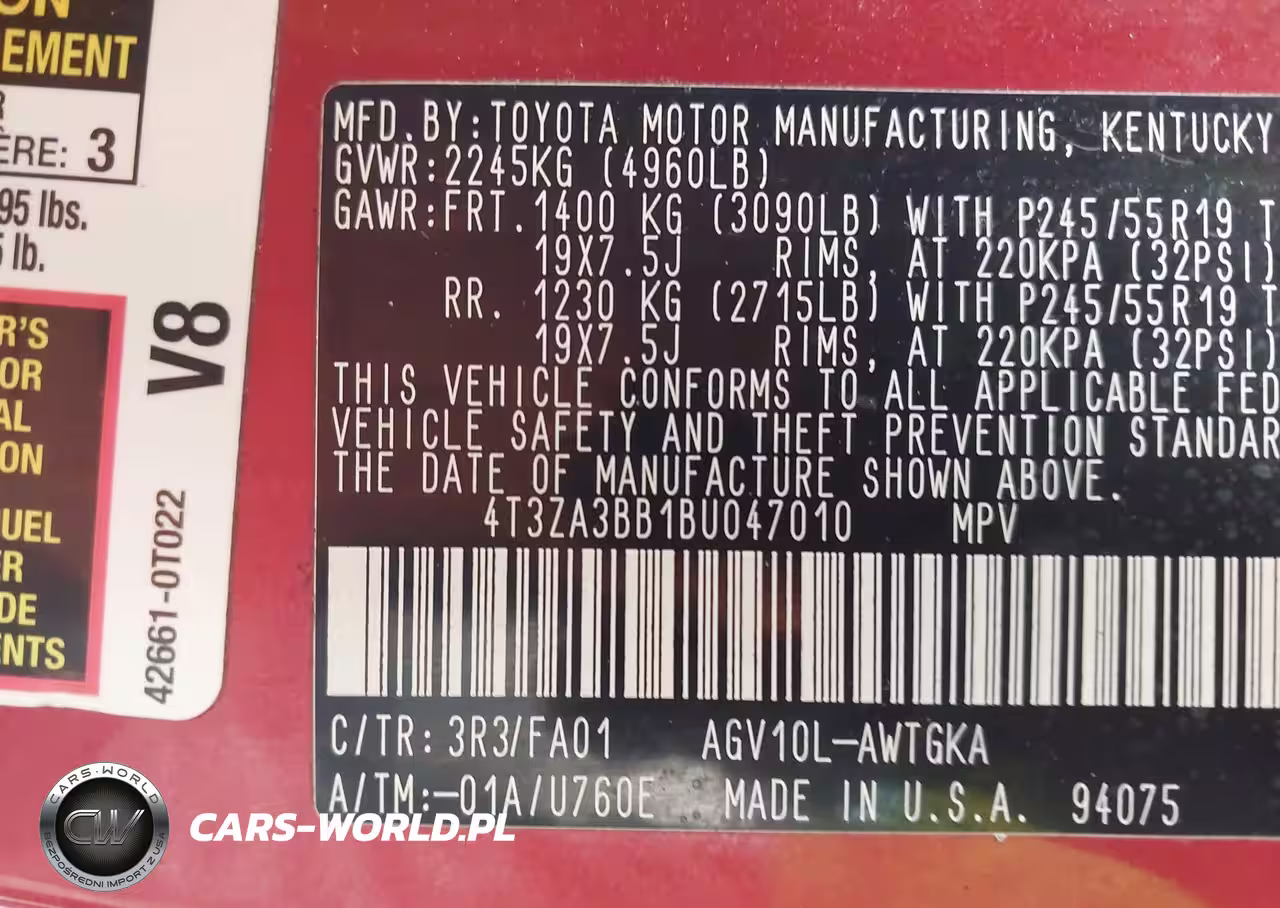 ON
EMENT
R
ÈRE: 3
95 lbs.
lb.
R'S
OR
AL
ON
UEL
ER
DE
ENTS
V8
42661-0T022
MFD.BY:TOYOTA MOTOR MANUFACTURING, KENTUCKY
GVWR:2245KG (4960LB)
GAWR:FRT.1400 KG (3090LB) WITH P245/55R19 T
19X7.5J RIMS, AT 220KPA (32PSI)
RR. 1230 KG (2715LB) WITH P245/55R19 T
19X7.5J RIMS, AT 220KPA (32PSI)
THIS VEHICLE CONFORMS TO ALL APPLICABLE FED
VEHICLE SAFETY AND THEFT PREVENTION STANDAR
THE DATE OF MANUFACTURE SHOWN ABOVE.
4T3ZA3BB1BU047010 MPV
C/TR: 3R3/FA01 AGV10L-AWTGKA
A/TM:-01A/U760E MADE IN U.S.A. 94075
CARS-WORLD
CW
BEZPOŚREDNI IMPORT Z USA
CARS-WORLD.PL